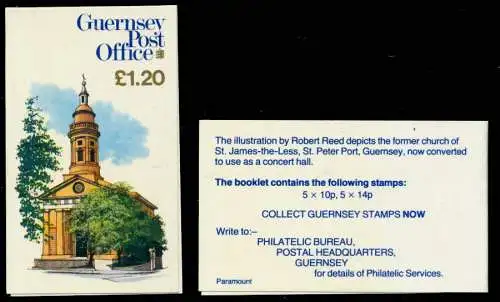 Guernsey
Post
Office
£1.20
The illustration by Robert Reed depicts the former church of
St. James-the-Less, St. Peter Port, Guernsey, now converted
to use as a concert hall.
The booklet contains the following stamps:
5 × 10p, 5 × 14p
COLLECT GUERNSEY STAMPS NOW
Write to:–
PHILATELIC BUREAU,
POSTAL HEADQUARTERS,
GUERNSEY
for details of Philatelic Services.
Paramount